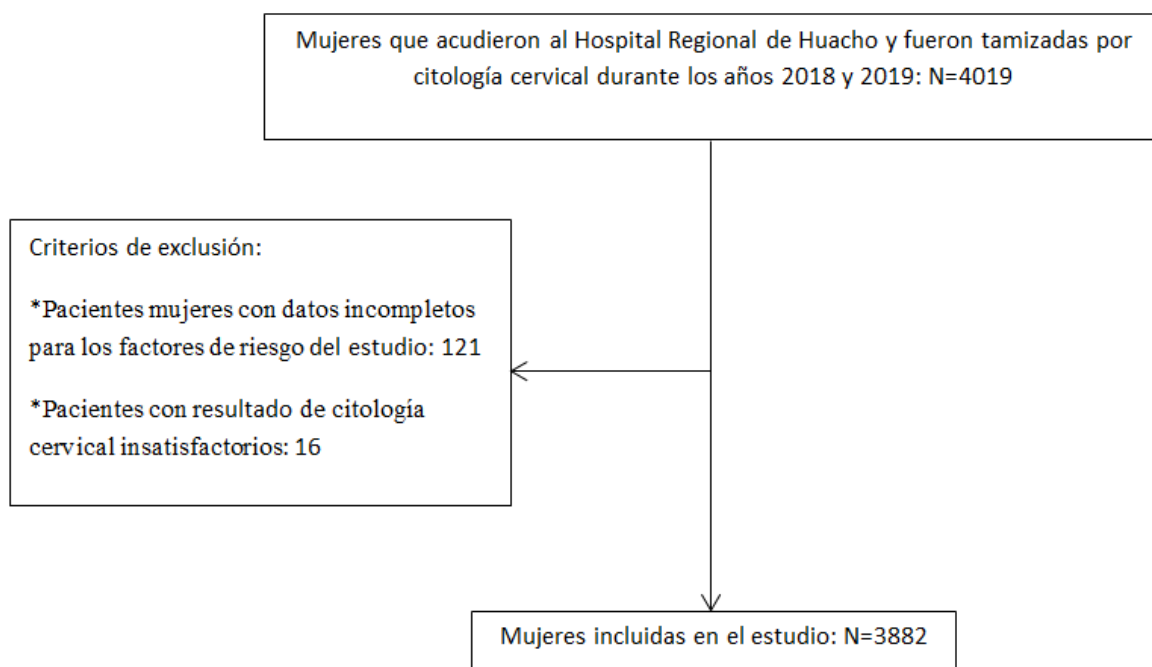 Mujeres que acudieron al Hospital Regional de Huacho y fueron tamizadas por
citología cervical durante los años 2018 y 2019: N=4019
Criterios de exclusión:
*Pacientes mujeres con datos incompletos
para los factores de riesgo del estudio: 121
*Pacientes con resultado de citología
cervical insatisfactorios: 16
Mujeres incluidas en el estudio: N=3882